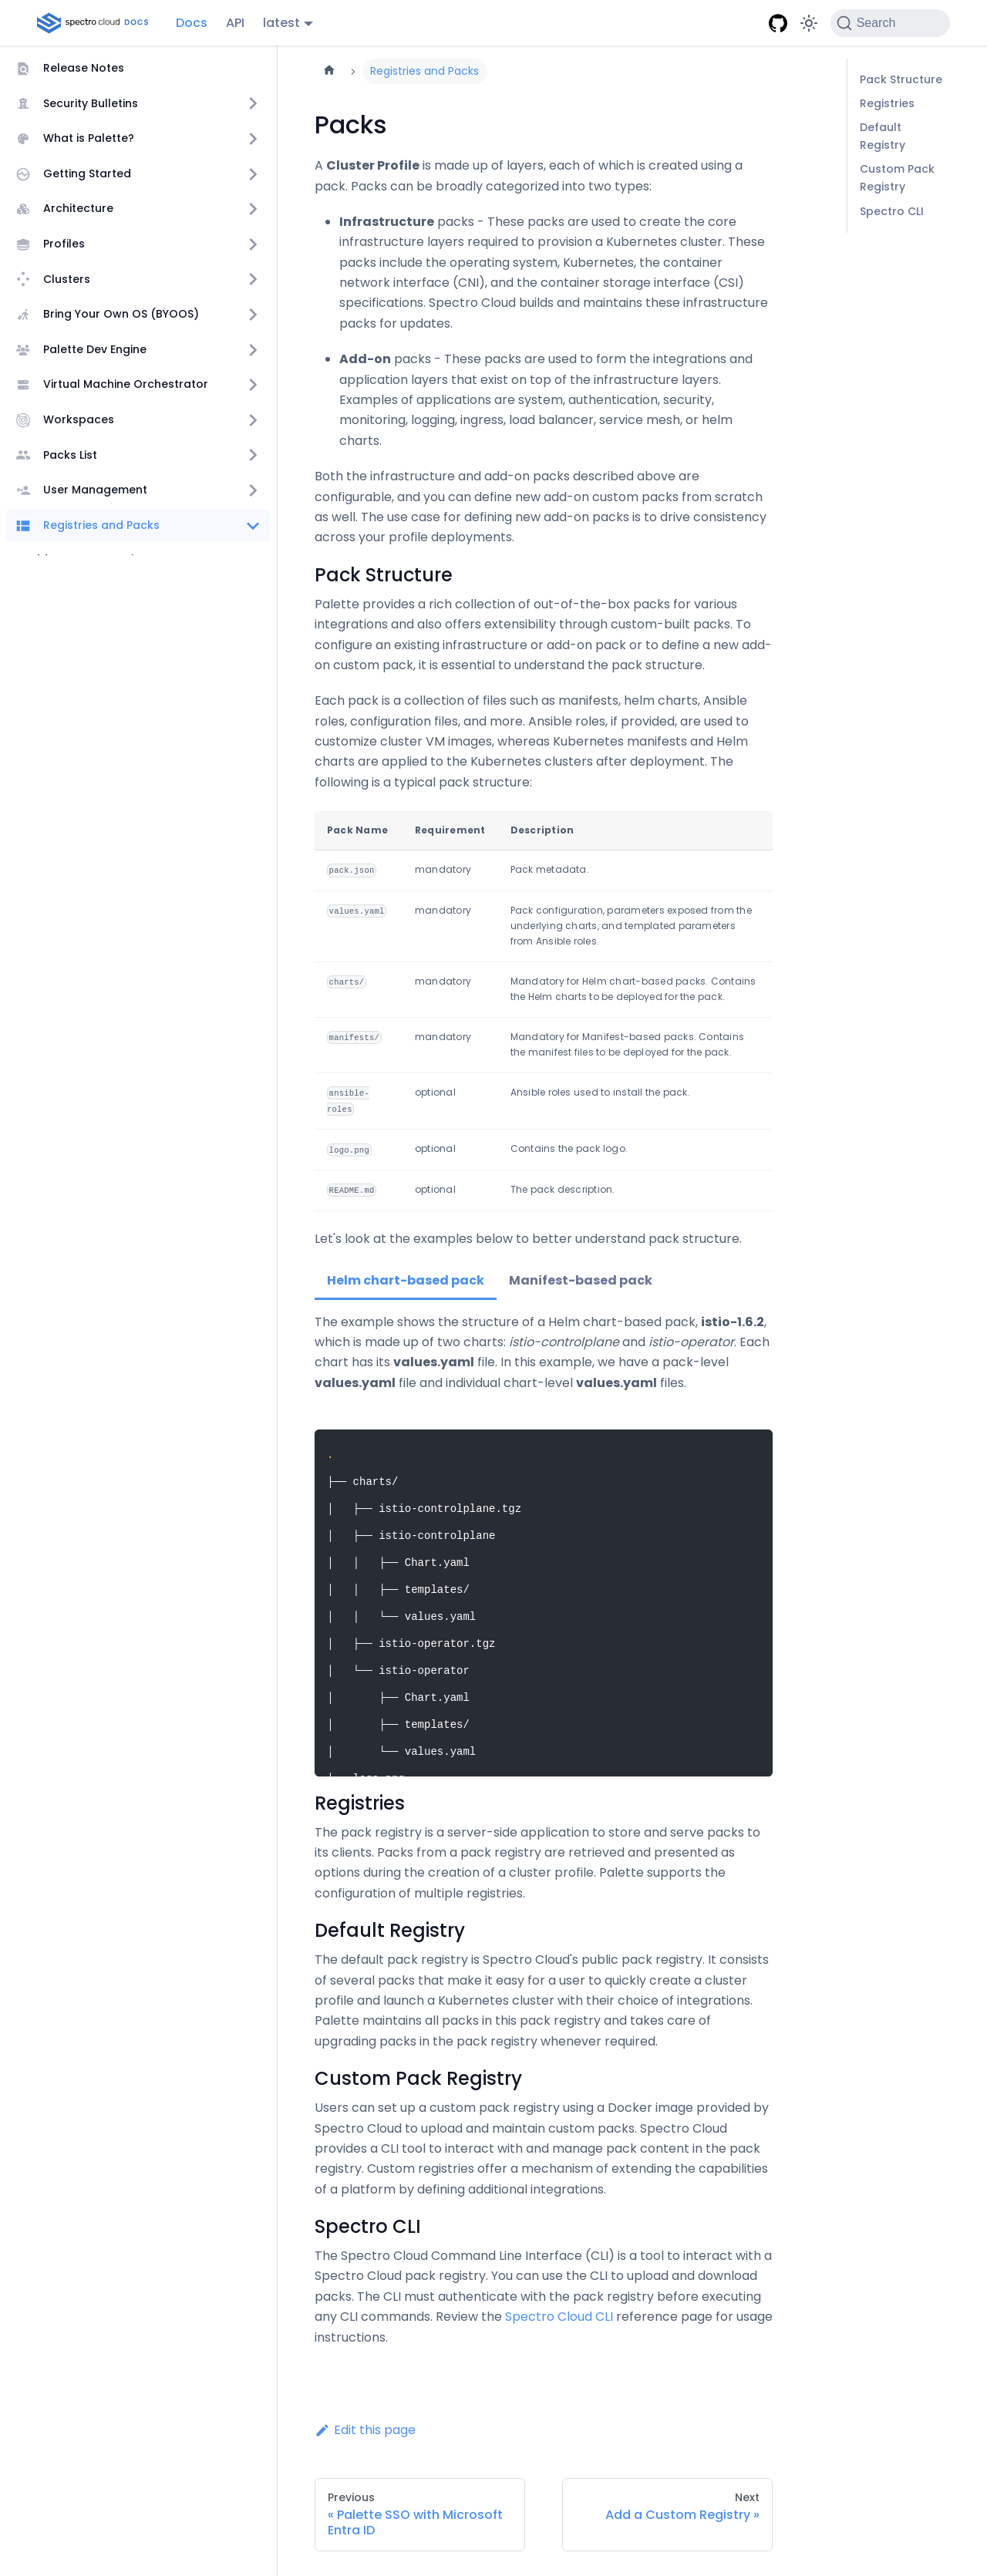 spectro cloud DOCS
Docs
API
latest
Search
Release Notes
Security Bulletins
What is Palette?
Getting Started
Architecture
Profiles
Clusters
Bring Your Own OS (BYOOS)
Palette Dev Engine
Virtual Machine Orchestrator
Workspaces
Packs List
User Management
Registries and Packs
Registries and Packs
Packs
A Cluster Profile is made up of layers, each of which is created using a
pack. Packs can be broadly categorized into two types:
Infrastructure packs - These packs are used to create the core
infrastructure layers required to provision a Kubernetes cluster. These
packs include the operating system, Kubernetes, the container
network interface (CNI), and the container storage interface (CSI)
specifications. Spectro Cloud builds and maintains these infrastructure
packs for updates.
Add-on packs - These packs are used to form the integrations and
application layers that exist on top of the infrastructure layers.
Examples of applications are system, authentication, security,
monitoring, logging, ingress, load balancer, service mesh, or helm
charts.
Both the infrastructure and add-on packs described above are
configurable, and you can define new add-on custom packs from scratch
as well. The use case for defining new add-on packs is to drive consistency
across your profile deployments.
Pack Structure
Palette provides a rich collection of out-of-the-box packs for various
integrations and also offers extensibility through custom-built packs. To
configure an existing infrastructure or add-on pack or to define a new add-
on custom pack, it is essential to understand the pack structure.
Each pack is a collection of files such as manifests, helm charts, Ansible
roles, configuration files, and more. Ansible roles, if provided, are used to
customize cluster VM images, whereas Kubernetes manifests and Helm
charts are applied to the Kubernetes clusters after deployment. The
following is a typical pack structure:
Pack Name Requirement Description
pack.json mandatory Pack metadata.
values.yaml mandatory Pack configuration, parameters exposed from the
underlying charts, and templated parameters
from Ansible roles.
charts/ mandatory Mandatory for Helm chart-based packs. Contains
the Helm charts to be deployed for the pack.
manifests/ mandatory Mandatory for Manifest-based packs. Contains
the manifest files to be deployed for the pack.
ansible- optional Ansible roles used to install the pack.
roles
logo.png optional Contains the pack logo.
README.md optional The pack description.
Let's look at the examples below to better understand pack structure.
Helm chart-based pack Manifest-based pack
The example shows the structure of a Helm chart-based pack, istio-1.6.2,
which is made up of two charts: istio-controlplane and istio-operator. Each
chart has its values.yaml file. In this example, we have a pack-level
values.yaml file and individual chart-level values.yaml files.
.
├── charts/
│   ├── istio-controlplane.tgz
│   ├── istio-controlplane
│   │   ├── Chart.yaml
│   │   ├── templates/
│   │   └── values.yaml
│   ├── istio-operator.tgz
│   └── istio-operator
│       ├── Chart.yaml
│       ├── templates/
│       └── values.yaml
Registries
The pack registry is a server-side application to store and serve packs to
its clients. Packs from a pack registry are retrieved and presented as
options during the creation of a cluster profile. Palette supports the
configuration of multiple registries.
Default Registry
The default pack registry is Spectro Cloud's public pack registry. It consists
of several packs that make it easy for a user to quickly create a cluster
profile and launch a Kubernetes cluster with their choice of integrations.
Palette maintains all packs in this pack registry and takes care of
upgrading packs in the pack registry whenever required.
Custom Pack Registry
Users can set up a custom pack registry using a Docker image provided by
Spectro Cloud to upload and maintain custom packs. Spectro Cloud
provides a CLI tool to interact with and manage pack content in the pack
registry. Custom registries offer a mechanism of extending the capabilities
of a platform by defining additional integrations.
Spectro CLI
The Spectro Cloud Command Line Interface (CLI) is a tool to interact with a
Spectro Cloud pack registry. You can use the CLI to upload and download
packs. The CLI must authenticate with the pack registry before executing
any CLI commands. Review the Spectro Cloud CLI reference page for usage
instructions.
Edit this page
Previous
« Palette SSO with Microsoft
Entra ID
Next
Add a Custom Registry »
Pack Structure
Registries
Default
Registry
Custom Pack
Registry
Spectro CLI